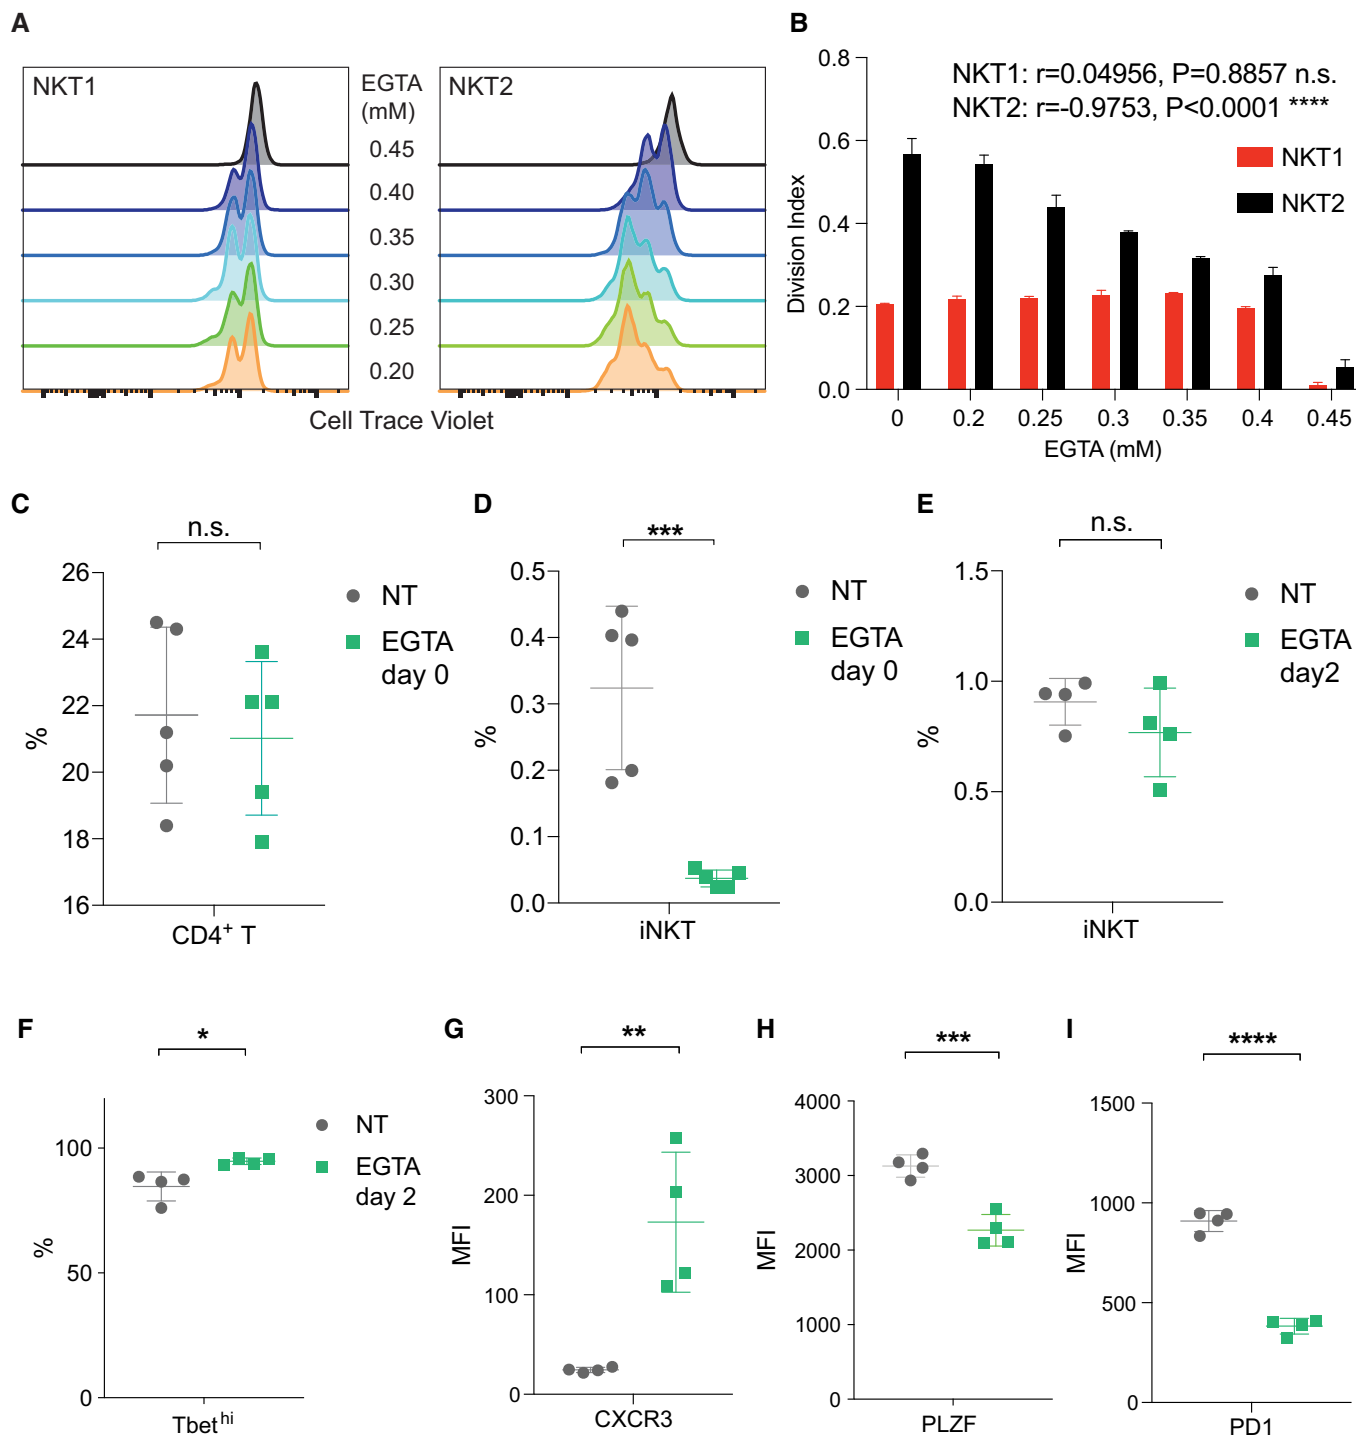 A
NKT1
EGTA
(mM)
0.45
0.40
0.35
0.30
0.25
0.20
NKT2
Cell Trace Violet
B
NKT1: r=0.04956, P=0.8857 n.s.
NKT2: r=-0.9753, P<0.0001 ****
NKT1
NKT2
Division Index
0.8
0.6
0.4
0.2
0.0
0 0.2 0.25 0.3 0.35 0.4 0.45
EGTA (mM)
C
n.s.
%
26
24
22
20
18
16
CD4+ T
NT
EGTA
day 0
D
***
%
0.5
0.4
0.3
0.2
0.1
0.0
iNKT
NT
EGTA
day 0
E
n.s.
%
1.5
1.0
0.5
0.0
iNKT
NT
EGTA
day2
F
*
%
100
50
0
Tbet hi
NT
EGTA
day 2
G
**
MFI
300
200
100
0
CXCR3
H
***
MFI
4000
3000
2000
1000
0
PLZF
I
****
MFI
1500
1000
500
0
PD1